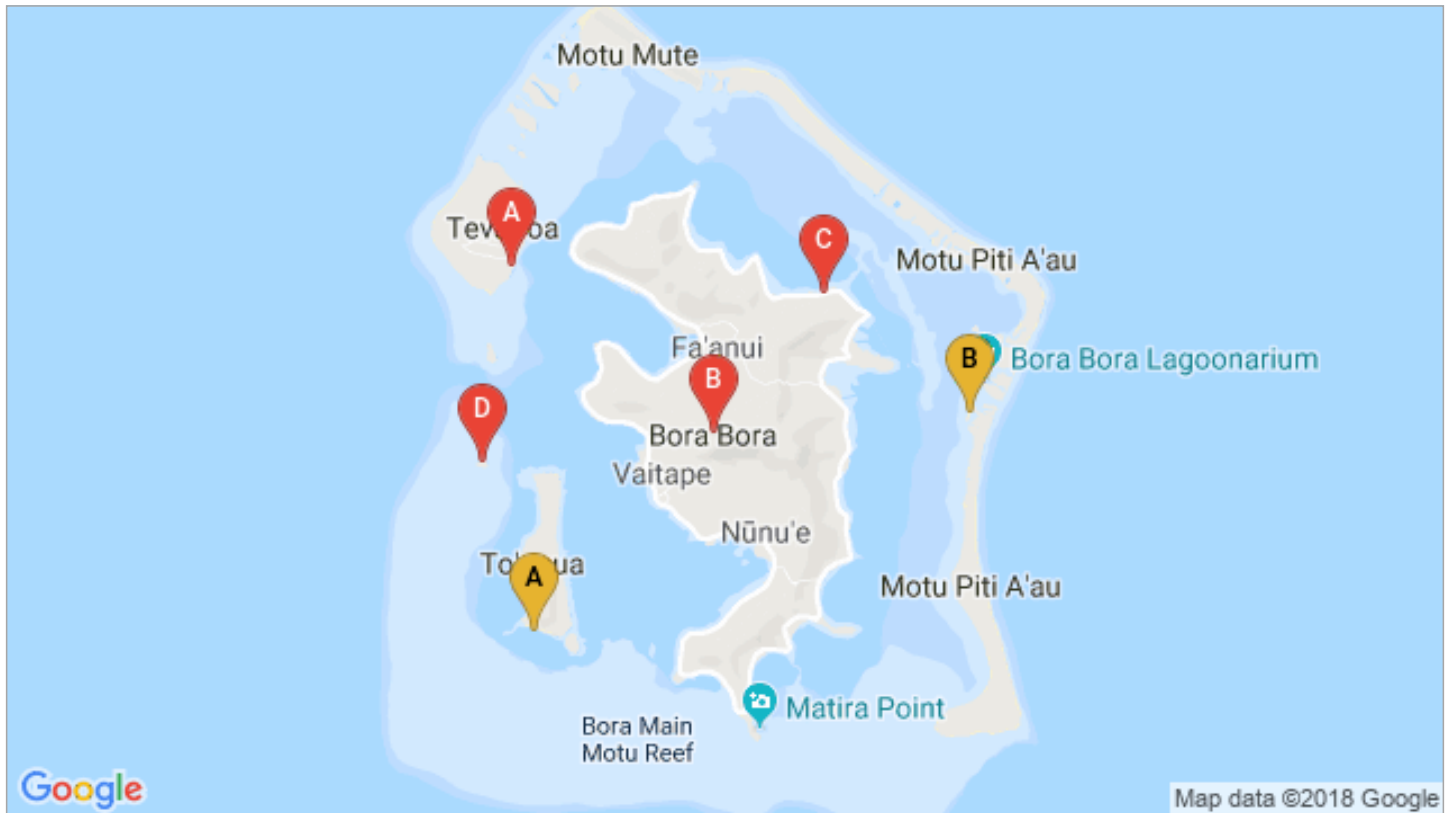 Motu Mute
A
C
Motu Piti A'au
Fa'anui
B
Bora Bora Lagoonarium
B
D
Bora Bora
Vaitape
Nūnu'e
A
Motu Piti A'au
Matira Point
Bora Main
Motu Reef
Google
Map data ©2018 Google